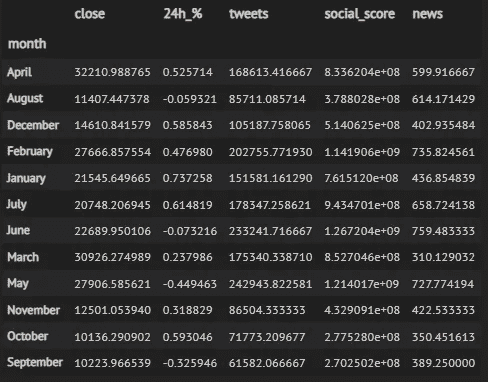 close 24h_% tweets social_score news
month
April 32210.988765 0.525714 168613.416667 8.336204e+08 599.916667
August 11407.447378 -0.059321 85711.085714 3.788028e+08 614.171429
December 14610.841579 0.585843 105187.758065 5.140625e+08 402.935484
February 27666.857554 0.476980 202755.771930 1.141906e+09 735.824561
January 21545.649665 0.737258 151581.161290 7.615120e+08 436.854839
July 20748.206945 0.614819 178347.258621 9.434701e+08 658.724138
June 22689.950106 -0.073216 233241.716667 1.267204e+09 759.483333
March 30926.274989 0.237986 175340.338710 8.527046e+08 310.129032
May 27906.585621 -0.449463 242943.822581 1.214017e+09 727.774194
November 12501.053940 0.318829 86504.333333 4.329091e+08 422.533333
October 10136.290902 0.593046 71773.209677 2.775280e+08 350.451613
September 10223.966539 -0.325946 61582.066667 2.702502e+08 389.250000